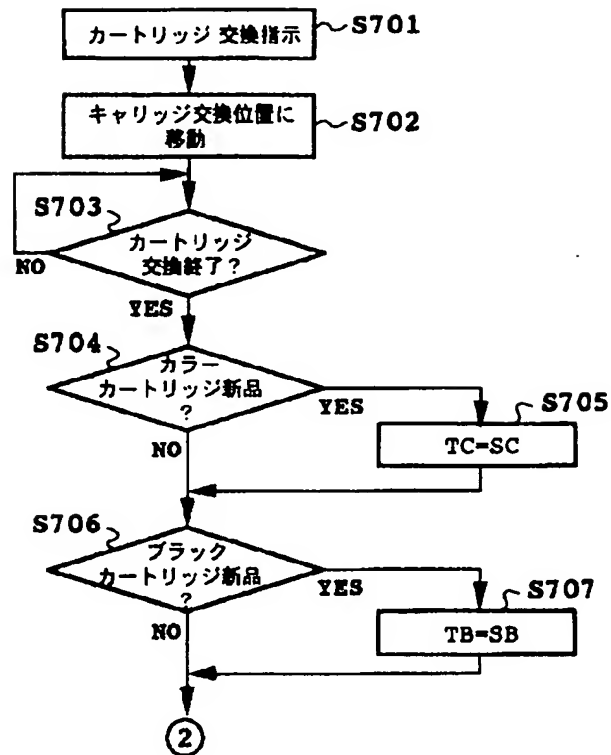 カートリッジ 交換指示
S701
キャリッジ交換位置に
移動
S702
S703
カートリッジ
交換終了?
NO
YES
S704
カラー
カートリッジ新品
?
YES
NO
S705
TC=SC
S706
ブラック
カートリッジ新品
?
YES
NO
S707
TB=SB
2